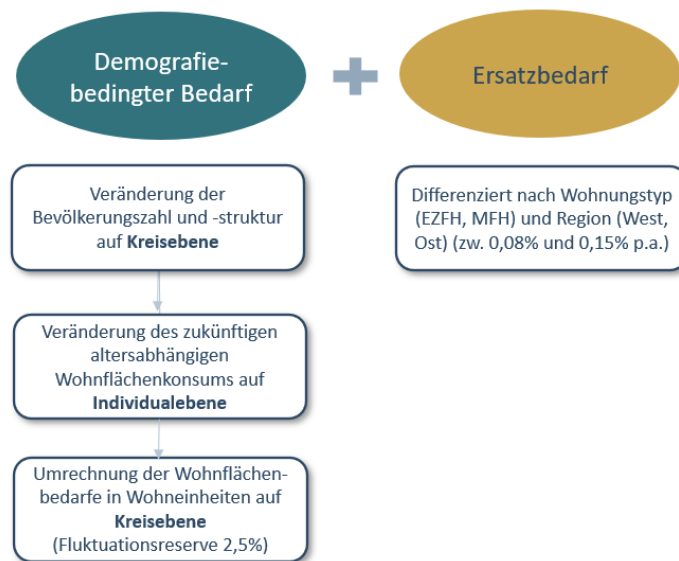 Demografie-
bedingter Bedarf
Ersatzbedarf
Veränderung der
Bevölkerungszahl und -struktur
auf Kreisebene
Differenziert nach Wohnungstyp
(EZFH, MFH) und Region (West,
Ost) (zw. 0,08% und 0,15% p.a.)
Veränderung des zukünftigen
altersabhängigen
Wohnflächenkonsums auf
Individualebene
Umrechnung der Wohnflächen-
bedarfe in Wohneinheiten auf
Kreisebene
(Fluktuationsreserve 2,5%)